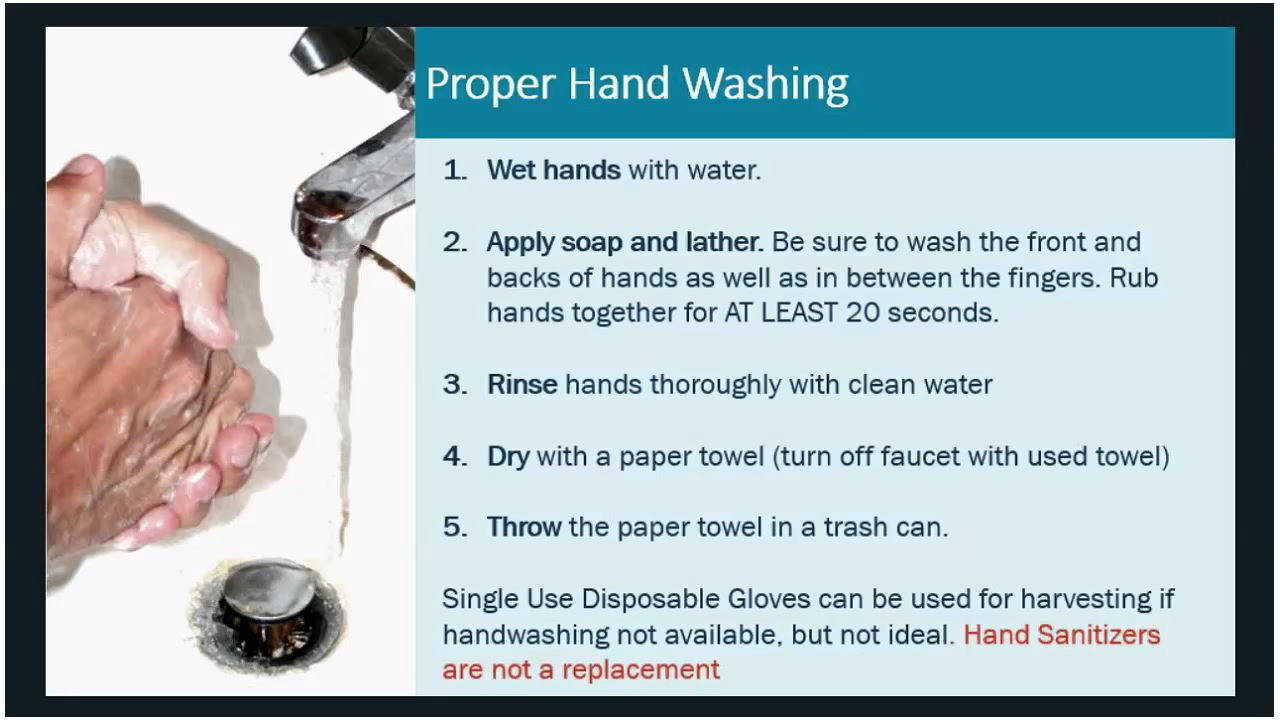 Proper Hand Washing
1. Wet hands with water.
2. Apply soap and lather. Be sure to wash the front and
backs of hands as well as in between the fingers. Rub
hands together for AT LEAST 20 seconds.
3. Rinse hands thoroughly with clean water
4. Dry with a paper towel (turn off faucet with used towel)
5. Throw the paper towel in a trash can.
Single Use Disposable Gloves can be used for harvesting if
handwashing not available, but not ideal. Hand Sanitizers
are not a replacement